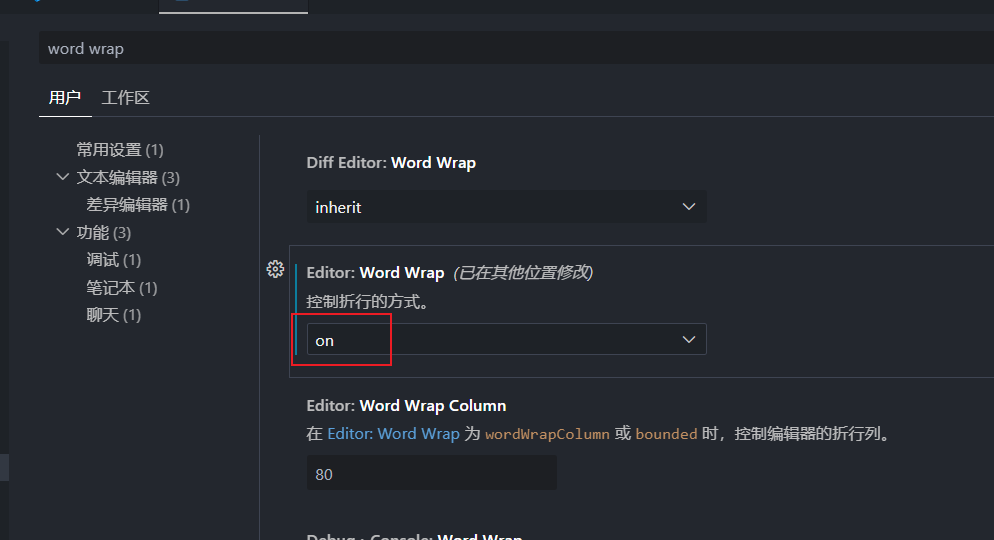 word wrap
用户 工作区
常用设置 (1)
文本编辑器 (3)
差异编辑器 (1)
功能 (3)
调试 (1)
笔记本 (1)
聊天 (1)
Diff Editor: Word Wrap
inherit
Editor: Word Wrap (已在其他位置修改)
控制折行的方式。
on
Editor: Word Wrap Column
在 Editor: Word Wrap 为 wordWrapColumn 或 bounded 时，控制编辑器的折行列。
80
Debug › Console: Word Wrap